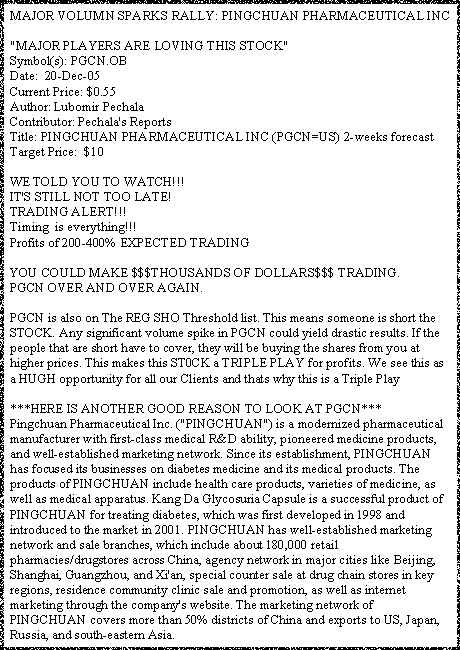 MAJOR VOLUMN SPARKS RALLY: PINGCHUAN PHARMACEUTICAL INC
"MAJOR PLAYERS ARE LOVING THIS STOCK"
Symbol(s): PGCN.OB
Date:  20-Dec-05
Current Price: $0.55
Author: Lubomir Pechala
Contributor: Pechala's Reports
Title: PINGCHUAN PHARMACEUTICAL INC (PGCN=US) 2-weeks forecast
Target Price:  $10
WE TOLD YOU TO WATCH!!!
IT'S STILL NOT TOO LATE!
TRADING ALERT!!!
Timing  is everything!!!
Profits of 200-400% EXPECTED TRADING
YOU COULD MAKE $$$THOUSANDS OF DOLLARS$$$ TRADING.
PGCN OVER AND OVER AGAIN.
PGCN is also on The REG SHO Threshold list. This means someone is short the
STOCK. Any significant volume spike in PGCN could yield drastic results. If the
people that are short have to cover, they will be buying the shares from you at
higher prices. This makes this ST0CK a TRIPLE PLAY for profits. We see this as
a HUGH opportunity for all our Clients and thats why this is a Triple Play
***HERE IS ANOTHER GOOD REASON TO LOOK AT PGCN***
Pingchuan Pharmaceutical Inc. ("PINGCHUAN") is a modernized pharmaceutical
manufacturer with first-class medical R&D ability, pioneered medicine products,
and well-established marketing network. Since its establishment, PINGCHUAN
has focused its businesses on diabetes medicine and its medical products. The
products of PINGCHUAN include health care products, varieties of medicine, as
well as medical apparatus. Kang Da Glycosuria Capsule is a successful product of
PINGCHUAN for treating diabetes, which was first developed in 1998 and
introduced to the market in 2001. PINGCHUAN has well-established marketing
network and sale branches, which include about 180,000 retail
pharmacies/drugstores across China, agency network in major cities like Beijing,
Shanghai, Guangzhou, and Xi'an, special counter sale at drug chain stores in key
regions, residence community clinic sale and promotion, as well as internet
marketing through the company's website. The marketing network of
PINGCHUAN covers more than 50% districts of China and exports to US, Japan,
Russia, and south-eastern Asia.